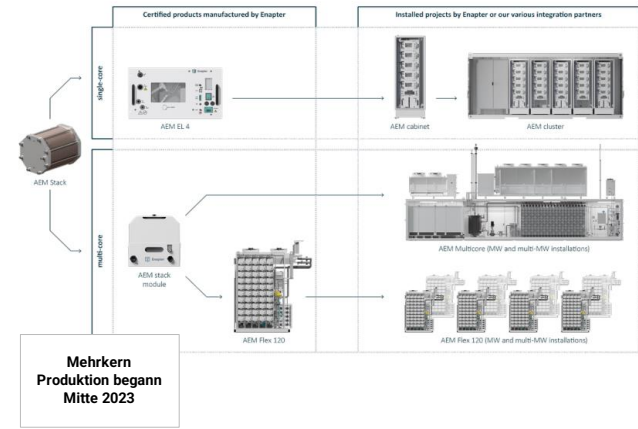 Certified products manufactured by Enapter
Installed projects by Enapter or our various integration partners
single-core
AEM EL 4
AEM cabinet
AEM cluster
AEM Stack
multi-core
Enapter
AEM stack
module
AEM Flex 120
AEM Multicore (MW and multi-MW installations)
AEM Flex 120 (MW and multi-MW installations)
Mehrkern
Produktion begann
Mitte 2023